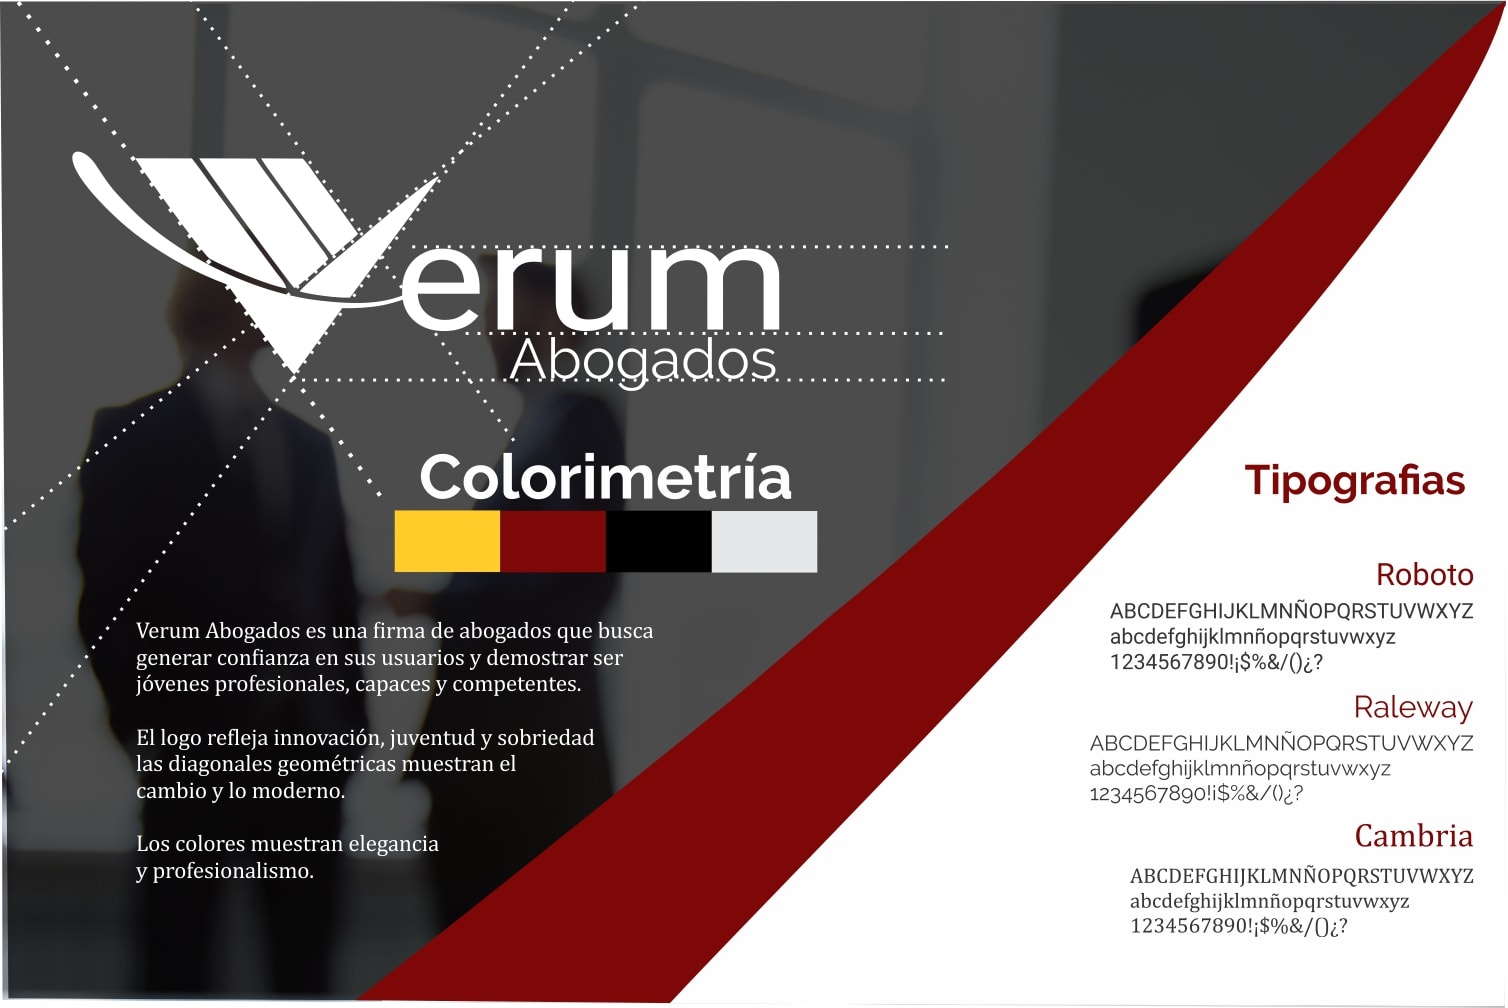 Verum
Abogados
Colorimetría
Verum Abogados es una firma de abogados que busca
generar confianza en sus usuarios y demostrar ser
jóvenes profesionales, capaces y competentes.
El logo refleja innovación, juventud y sobriedad
las diagonales geométricas muestran el
cambio y lo moderno.
Los colores muestran elegancia
y profesionalismo.
Tipografias
Roboto
ABCDEFGHIJKLMNÑOPQRSTUVWXYZ
abcdefghijklmnñopqrstuvwxyz
1234567890!¡$%&/()¿?
Raleway
ABCDEFGHIJKLMNÑOPQRSTUVWXYZ
abcdefghijklmnñopqrstuvwxyz
1234567890!¡$%&/()¿?
Cambria
ABCDEFGHIJKLMNÑOPQRSTUVWXYZ
abcdefghijklmnñopqrstuvwxyz
1234567890!¡$%&/()¿?